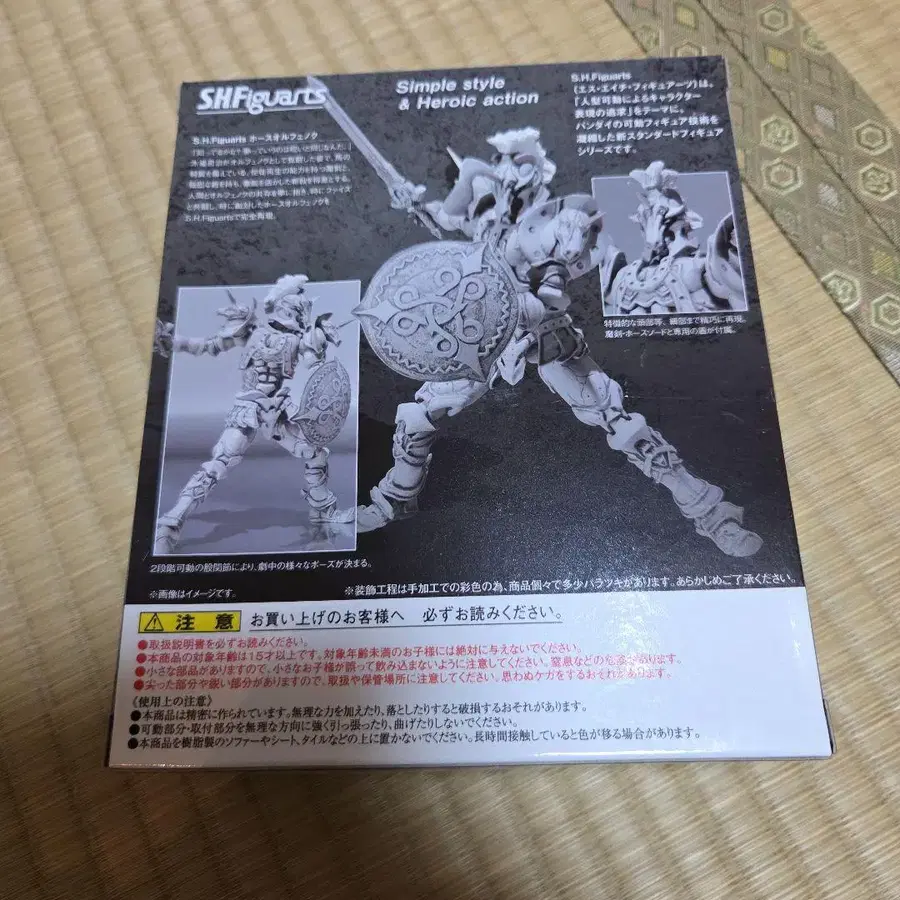 S.H.Figuarts
Simple style
& Heroic action
S.H.Figuarts
(エス・エイチ・フィギュアーツ)は、
「人型可動によるキャラクター
表現の追求」をテーマに、
バンダイの可動フィギュア技術を
凝縮した新スタンダードフィギュア
シリーズです。
S.H.Figuarts ホースオルフェノク
S.H.Figuartsで完全再現。
特徴的な頭部等、細部まで精巧に再現。
魔剣・ホースソードと専用の盾が付属。
2段階可動の股関節により、劇中の様々なポーズが決まる。
※画像はイメージです。
※装飾工程は手加工での彩色の為、商品個々で多少バラツキがあります。あらかじめご了承ください。
注意 お買い上げのお客様へ 必ずお読みください。
●取扱説明書を必ずお読みください。
●本商品の対象年齢は15才以上です。対象年齢未満のお子様には絶対に与えないでください。
●小さな部品がありますので、小さなお子様が誤って飲み込まないように注意してください。窒息などの危険があります。
●尖った部分や鋭い部分がありますので、取扱や保管場所に注意してください。思わぬケガをするおそれがあります。
《使用上の注意》
●本商品は精密に作られています。無理な力を加えたり、落としたりすると破損するおそれがあります。
●可動部分・取付部分を無理な方向に強く引っ張ったり、曲げたりしないでください。
●本商品を樹脂製のソファーやシート、タイルなどの上に置かないでください。長時間接触していると色が移る場合があります。